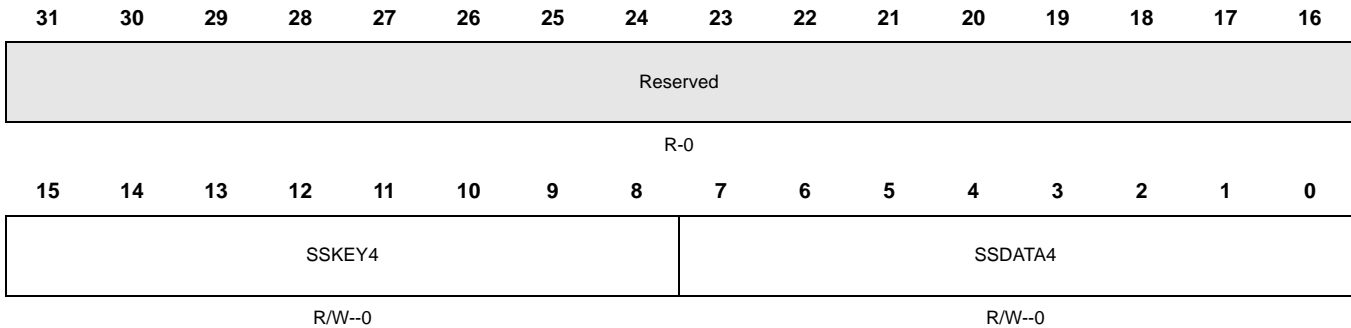 31 30 29 28 27 26 25 24 23 22 21 20 19 18 17 16
Reserved
R-0
15 14 13 12 11 10 9 8 7 6 5 4 3 2 1 0
SSKEY4 SSDATA4
R/W--0 R/W--0